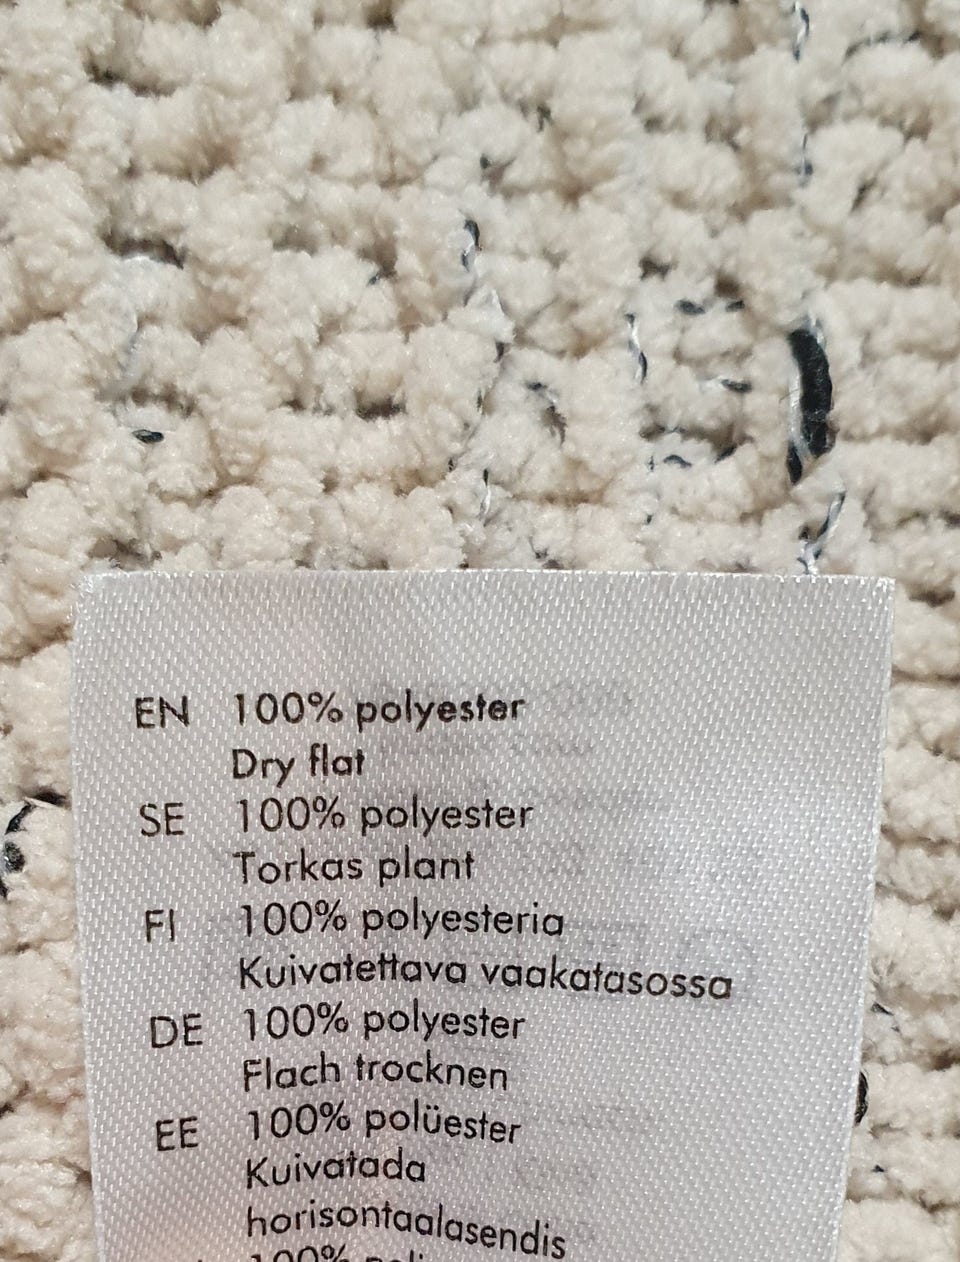 EN 100% polyester
Dry flat
SE 100% polyester
Torkas plant
FI 100% polyesteria
Kuivatettava vaakatasossa
DE 100% polyester
Flach trocknen
EE 100% polüester
Kuivatada
horisontaalasendis
100%